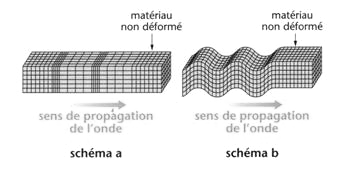 matériau
non déformé
matériau
non déformé
sens de propagation
de l'onde
sens de propagation
de l'onde
schéma a
schéma b